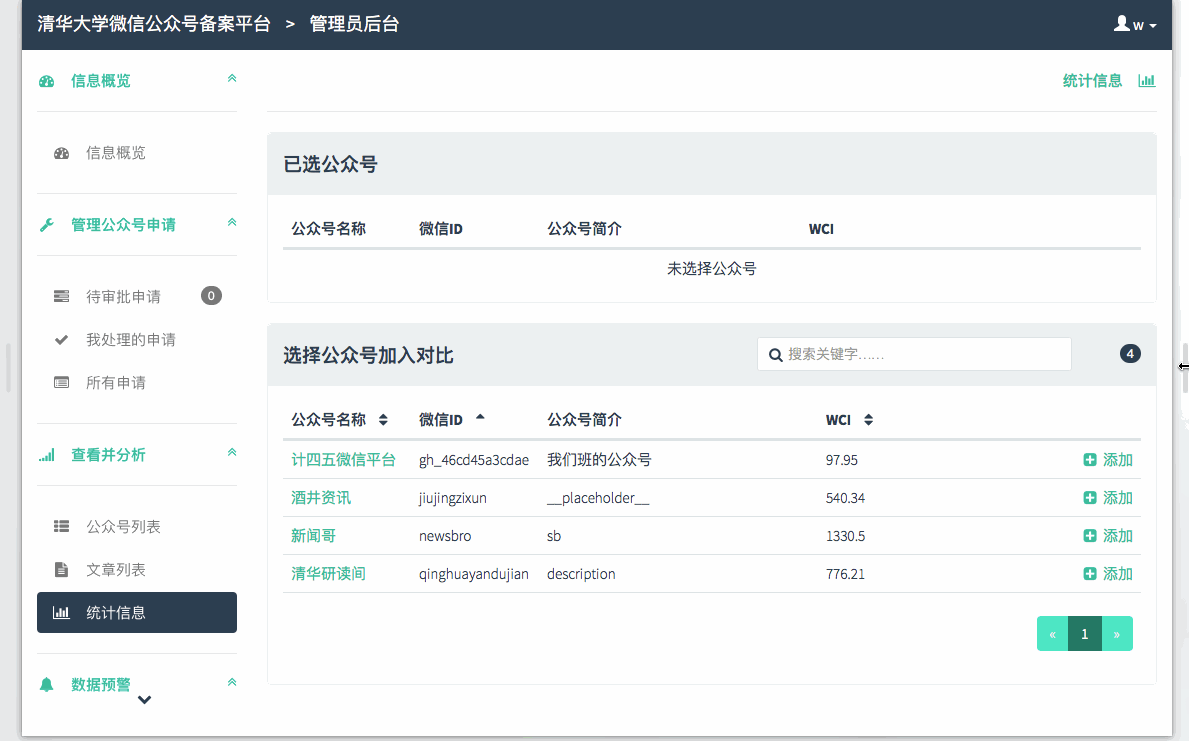 清华大学微信公众号备案平台 > 管理员后台
w
信息概览
统计信息
信息概览
管理公众号申请
待审批申请 0
我处理的申请
所有申请
查看并分析
公众号列表
文章列表
统计信息
数据预警
已选公众号
公众号名称 微信ID 公众号简介 WCI
未选择公众号
选择公众号加入对比 搜索关键字…… 4
公众号名称 微信ID 公众号简介 WCI
计四五微信平台 gh_46cd45a3cdae 我们班的公众号 97.95 添加
酒井资讯 jiujingzixun __placeholder__ 540.34 添加
新闻哥 newsbro sb 1330.5 添加
清华研读间 qinghuayandujian description 776.21 添加
« 1 »